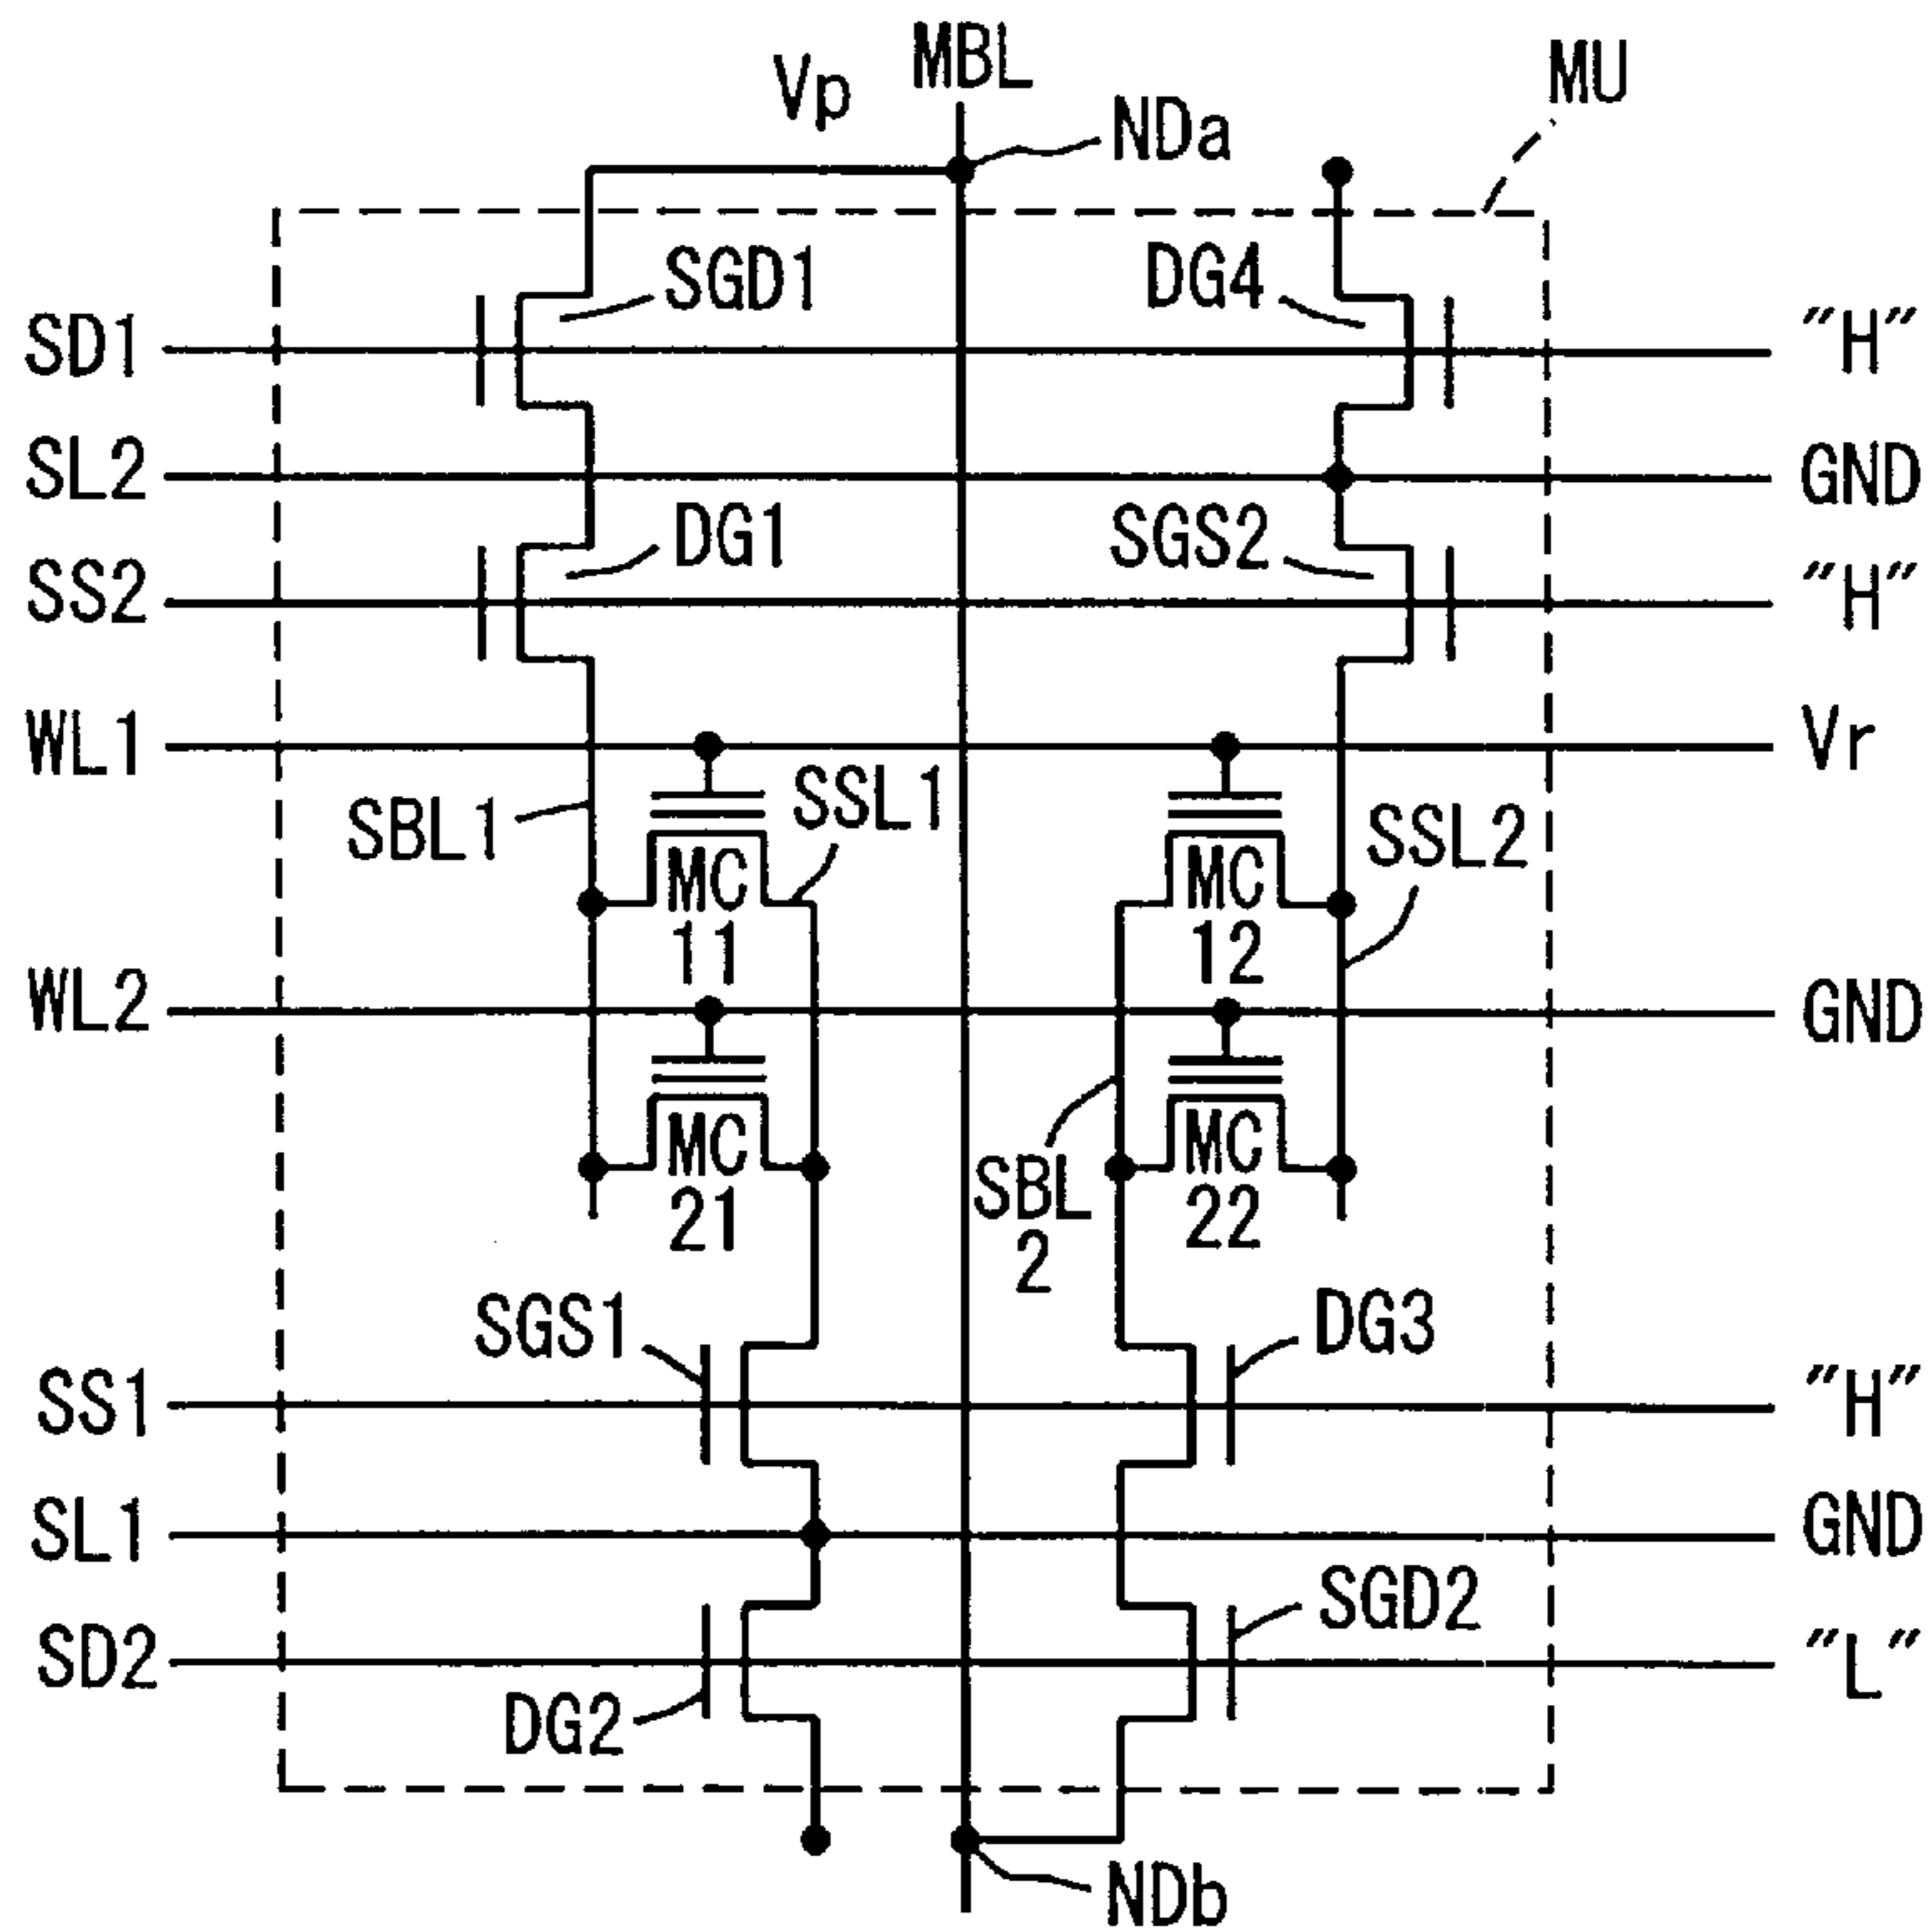 MBL
Vp
MU
NDa
SGD1
DG4
SD1
"H"
SL2
GND
DG1
SGS2
SS2
"H"
WL1
Vr
SSL1
SBL1
SSL2
MC
11
MC
12
WL2
GND
MC
21
SBL
2
MC
22
SGS1
DG3
SS1
"H"
SL1
GND
SGD2
SD2
"L"
DG2
NDb